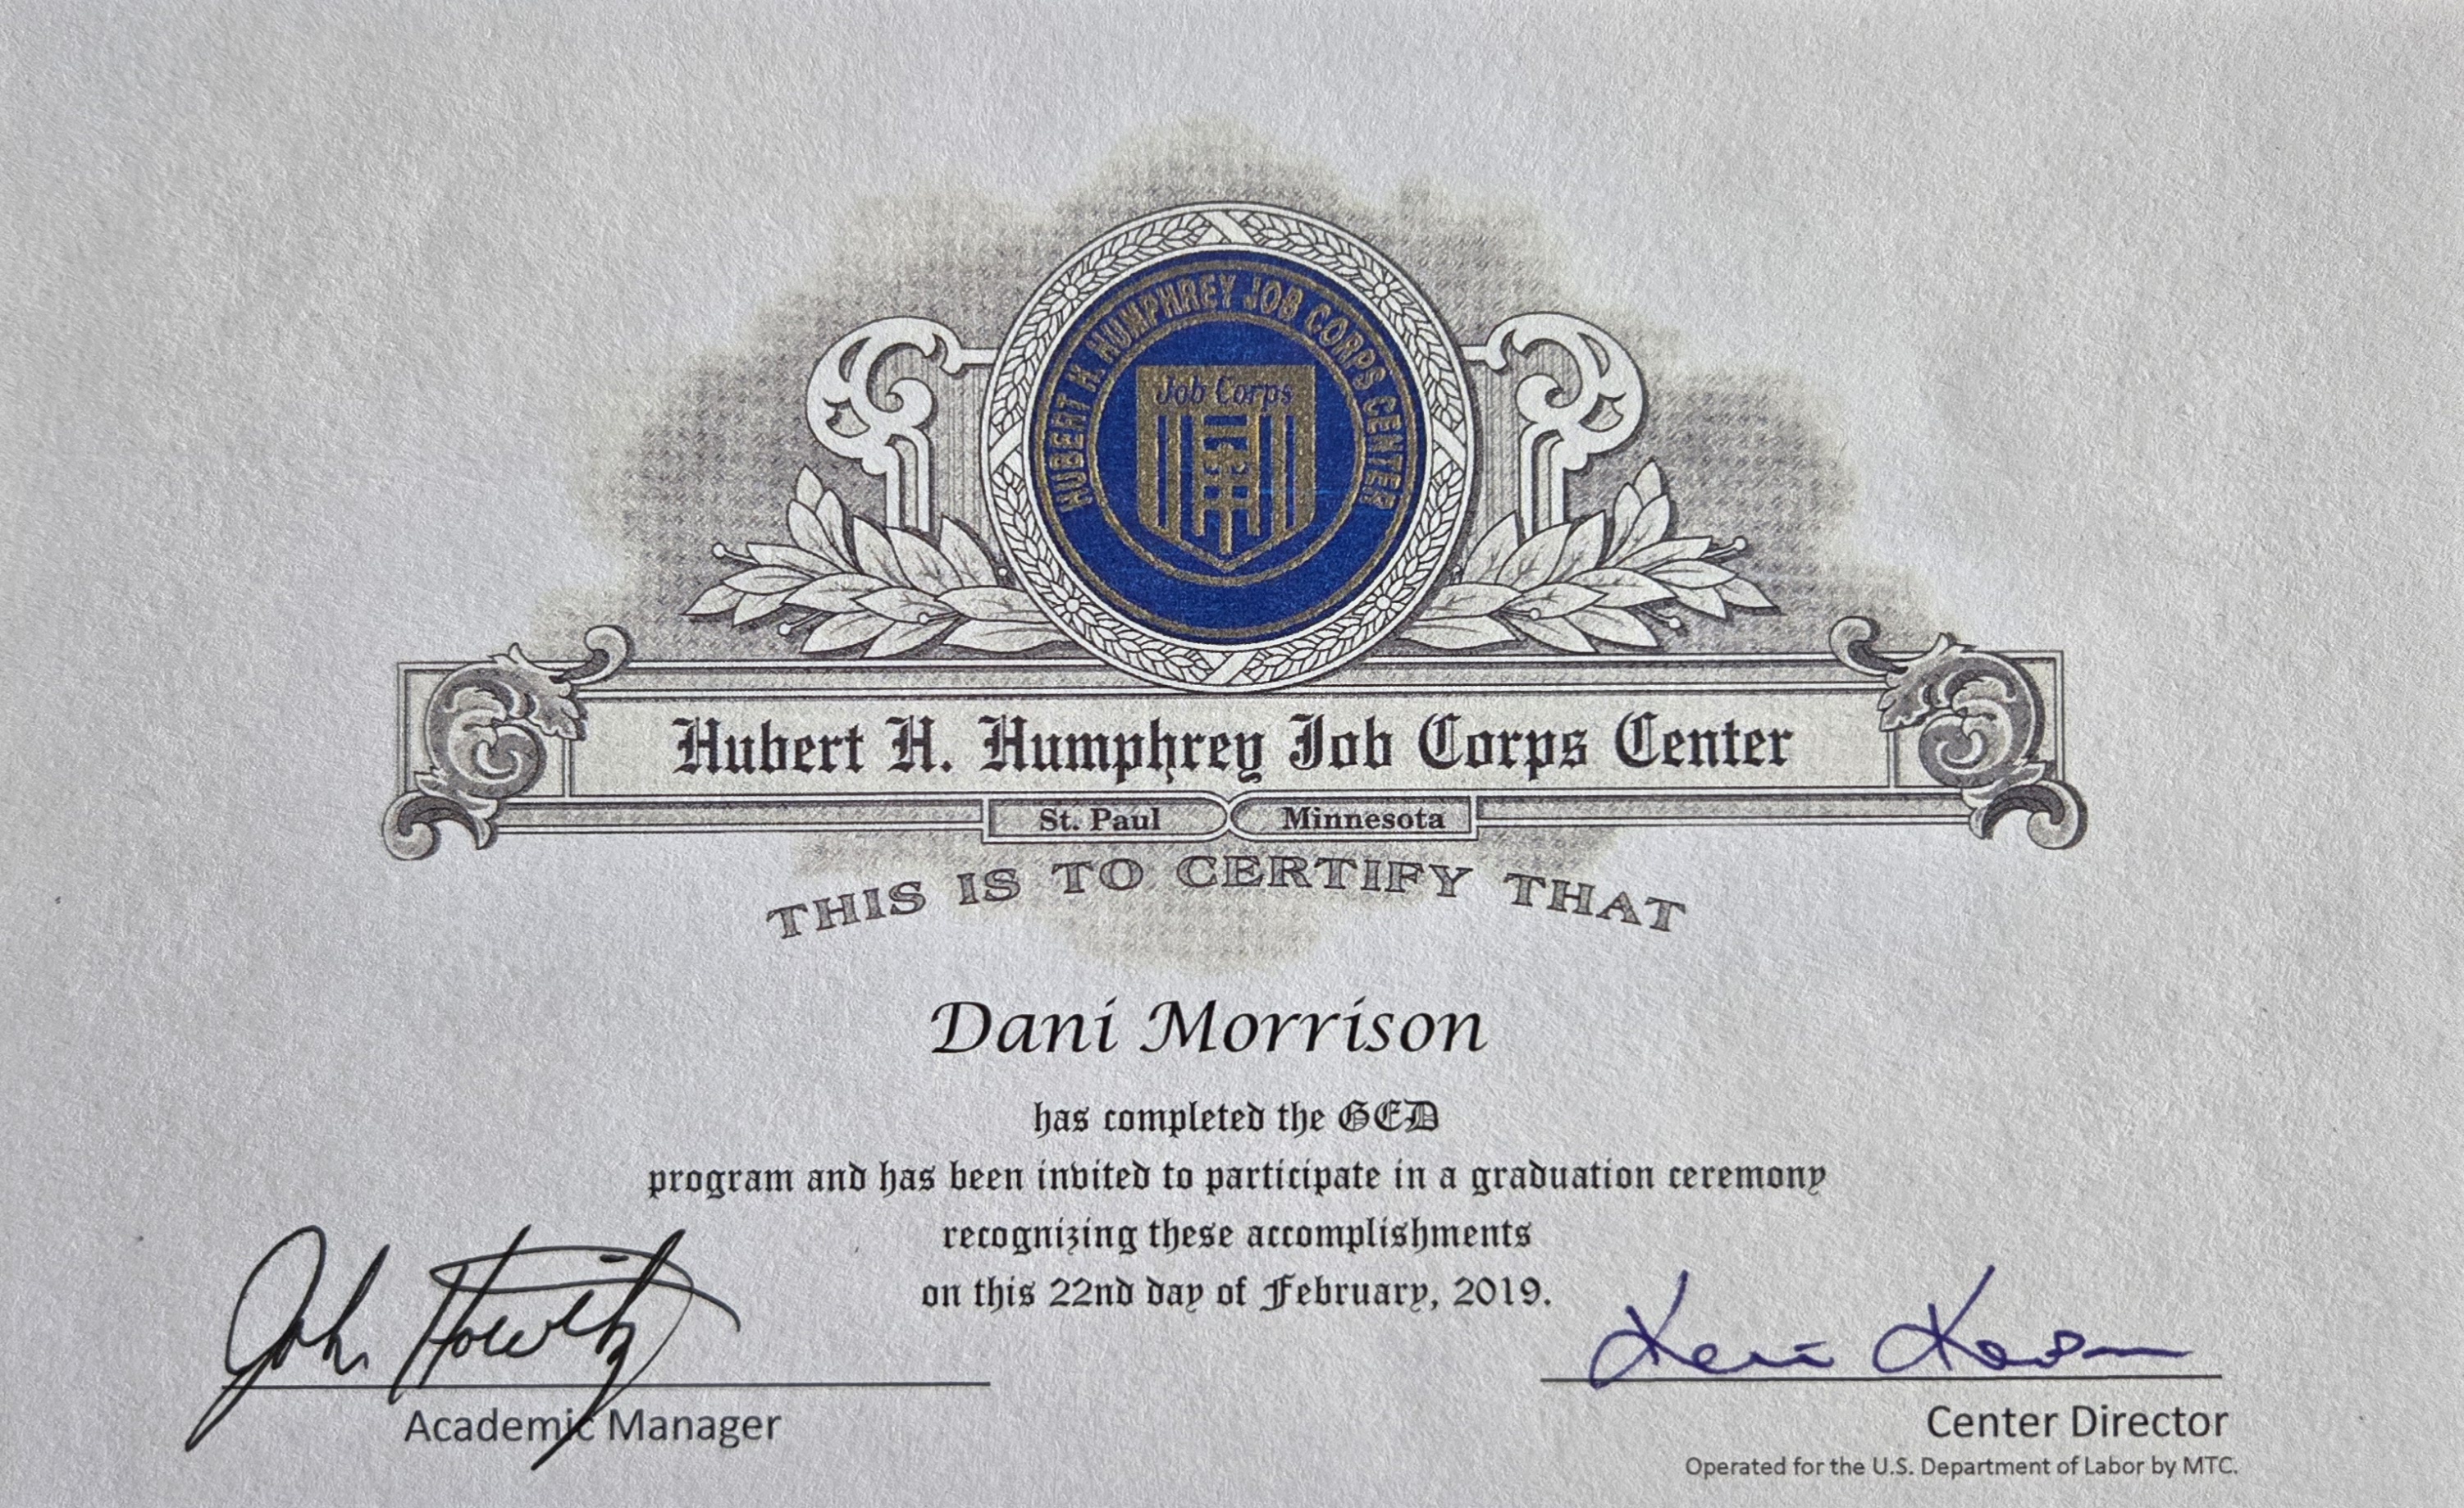 HUBERT H. HUMPHREY JOB CORPS CENTER
Job Corps
Hubert H. Humphrey Job Corps Center
St. Paul Minnesota
THIS IS TO CERTIFY THAT
Dani Morrison
has completed the GED
program and has been invited to participate in a graduation ceremony
recognizing these accomplishments
on this 22nd day of February, 2019.
John
Academic Manager
Center Director
Operated for the U.S. Department of Labor by MTC.